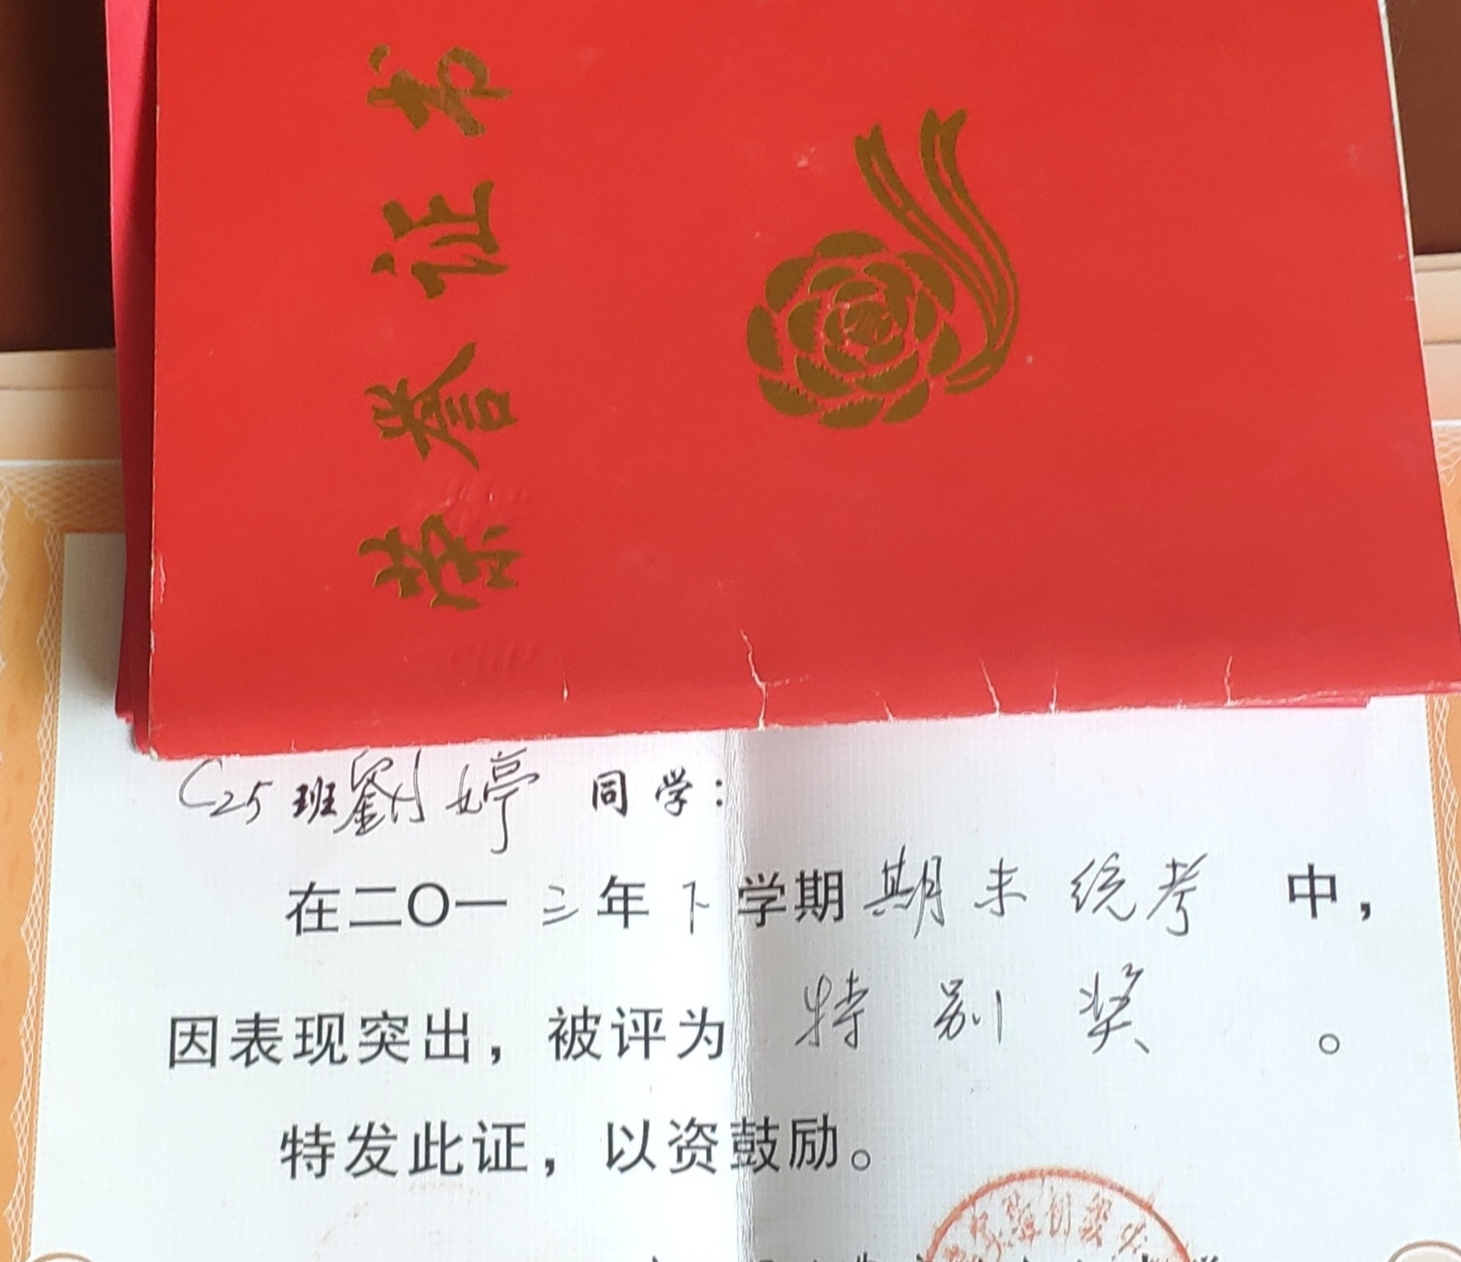 荣誉证书
C25班劉婷 同学：
在二〇一三年下学期期末统考中，
因表现突出，被评为特别奖。
特发此证，以资鼓励。